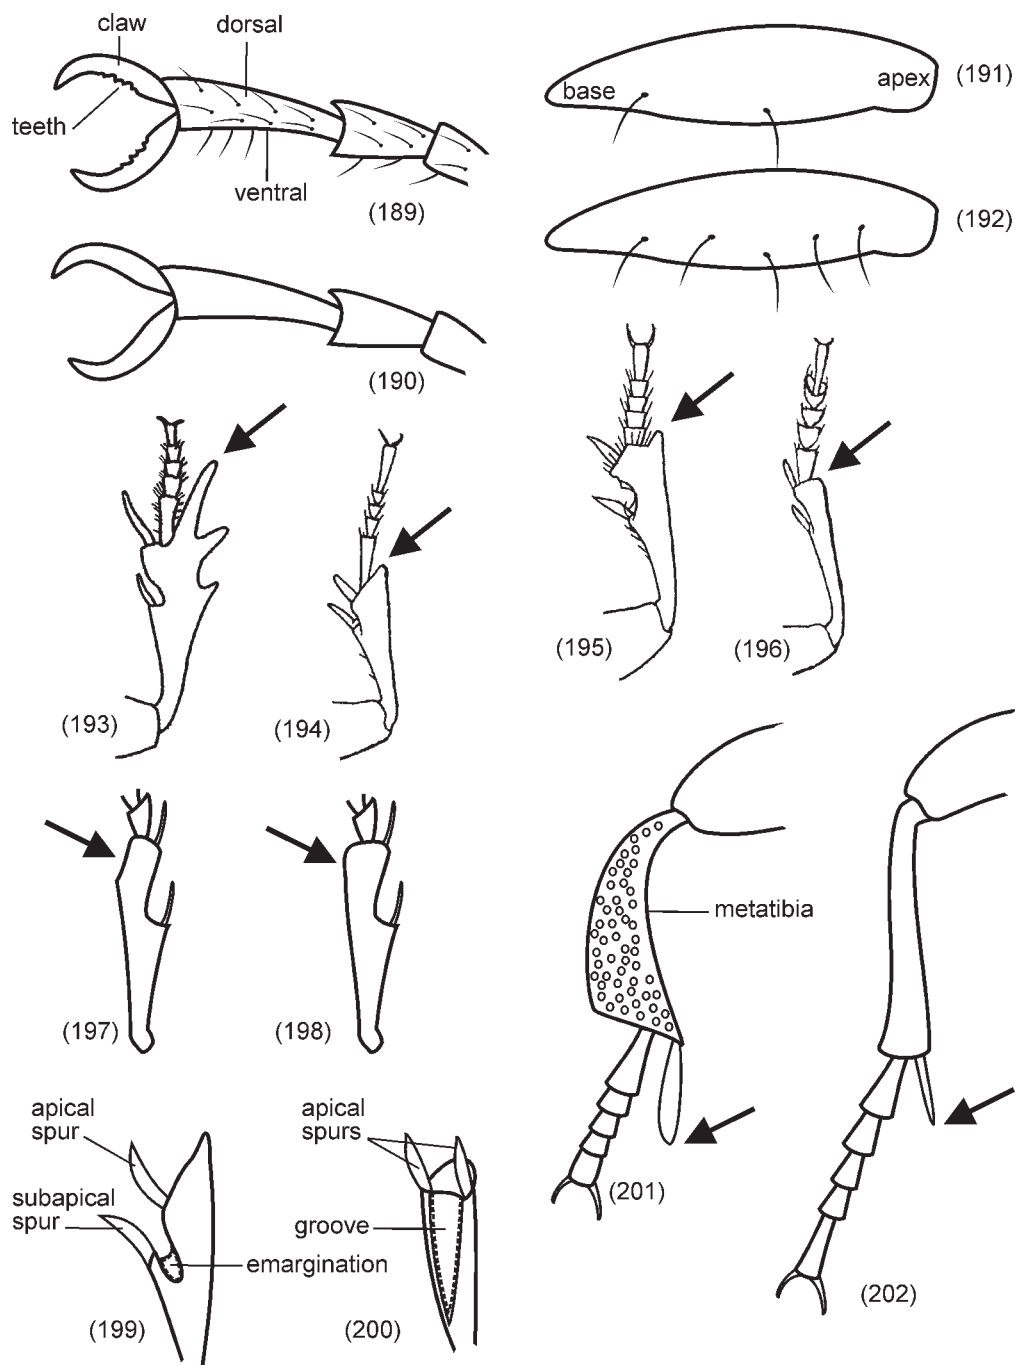 claw
dorsal
teeth
ventral
(189)
base
apex
(191)
(192)
(190)
(193)
(194)
(195)
(196)
(197)
(198)
metatibia
apical
spur
subapical
spur
emargination
(199)
apical
spurs
groove
(200)
(201)
(202)